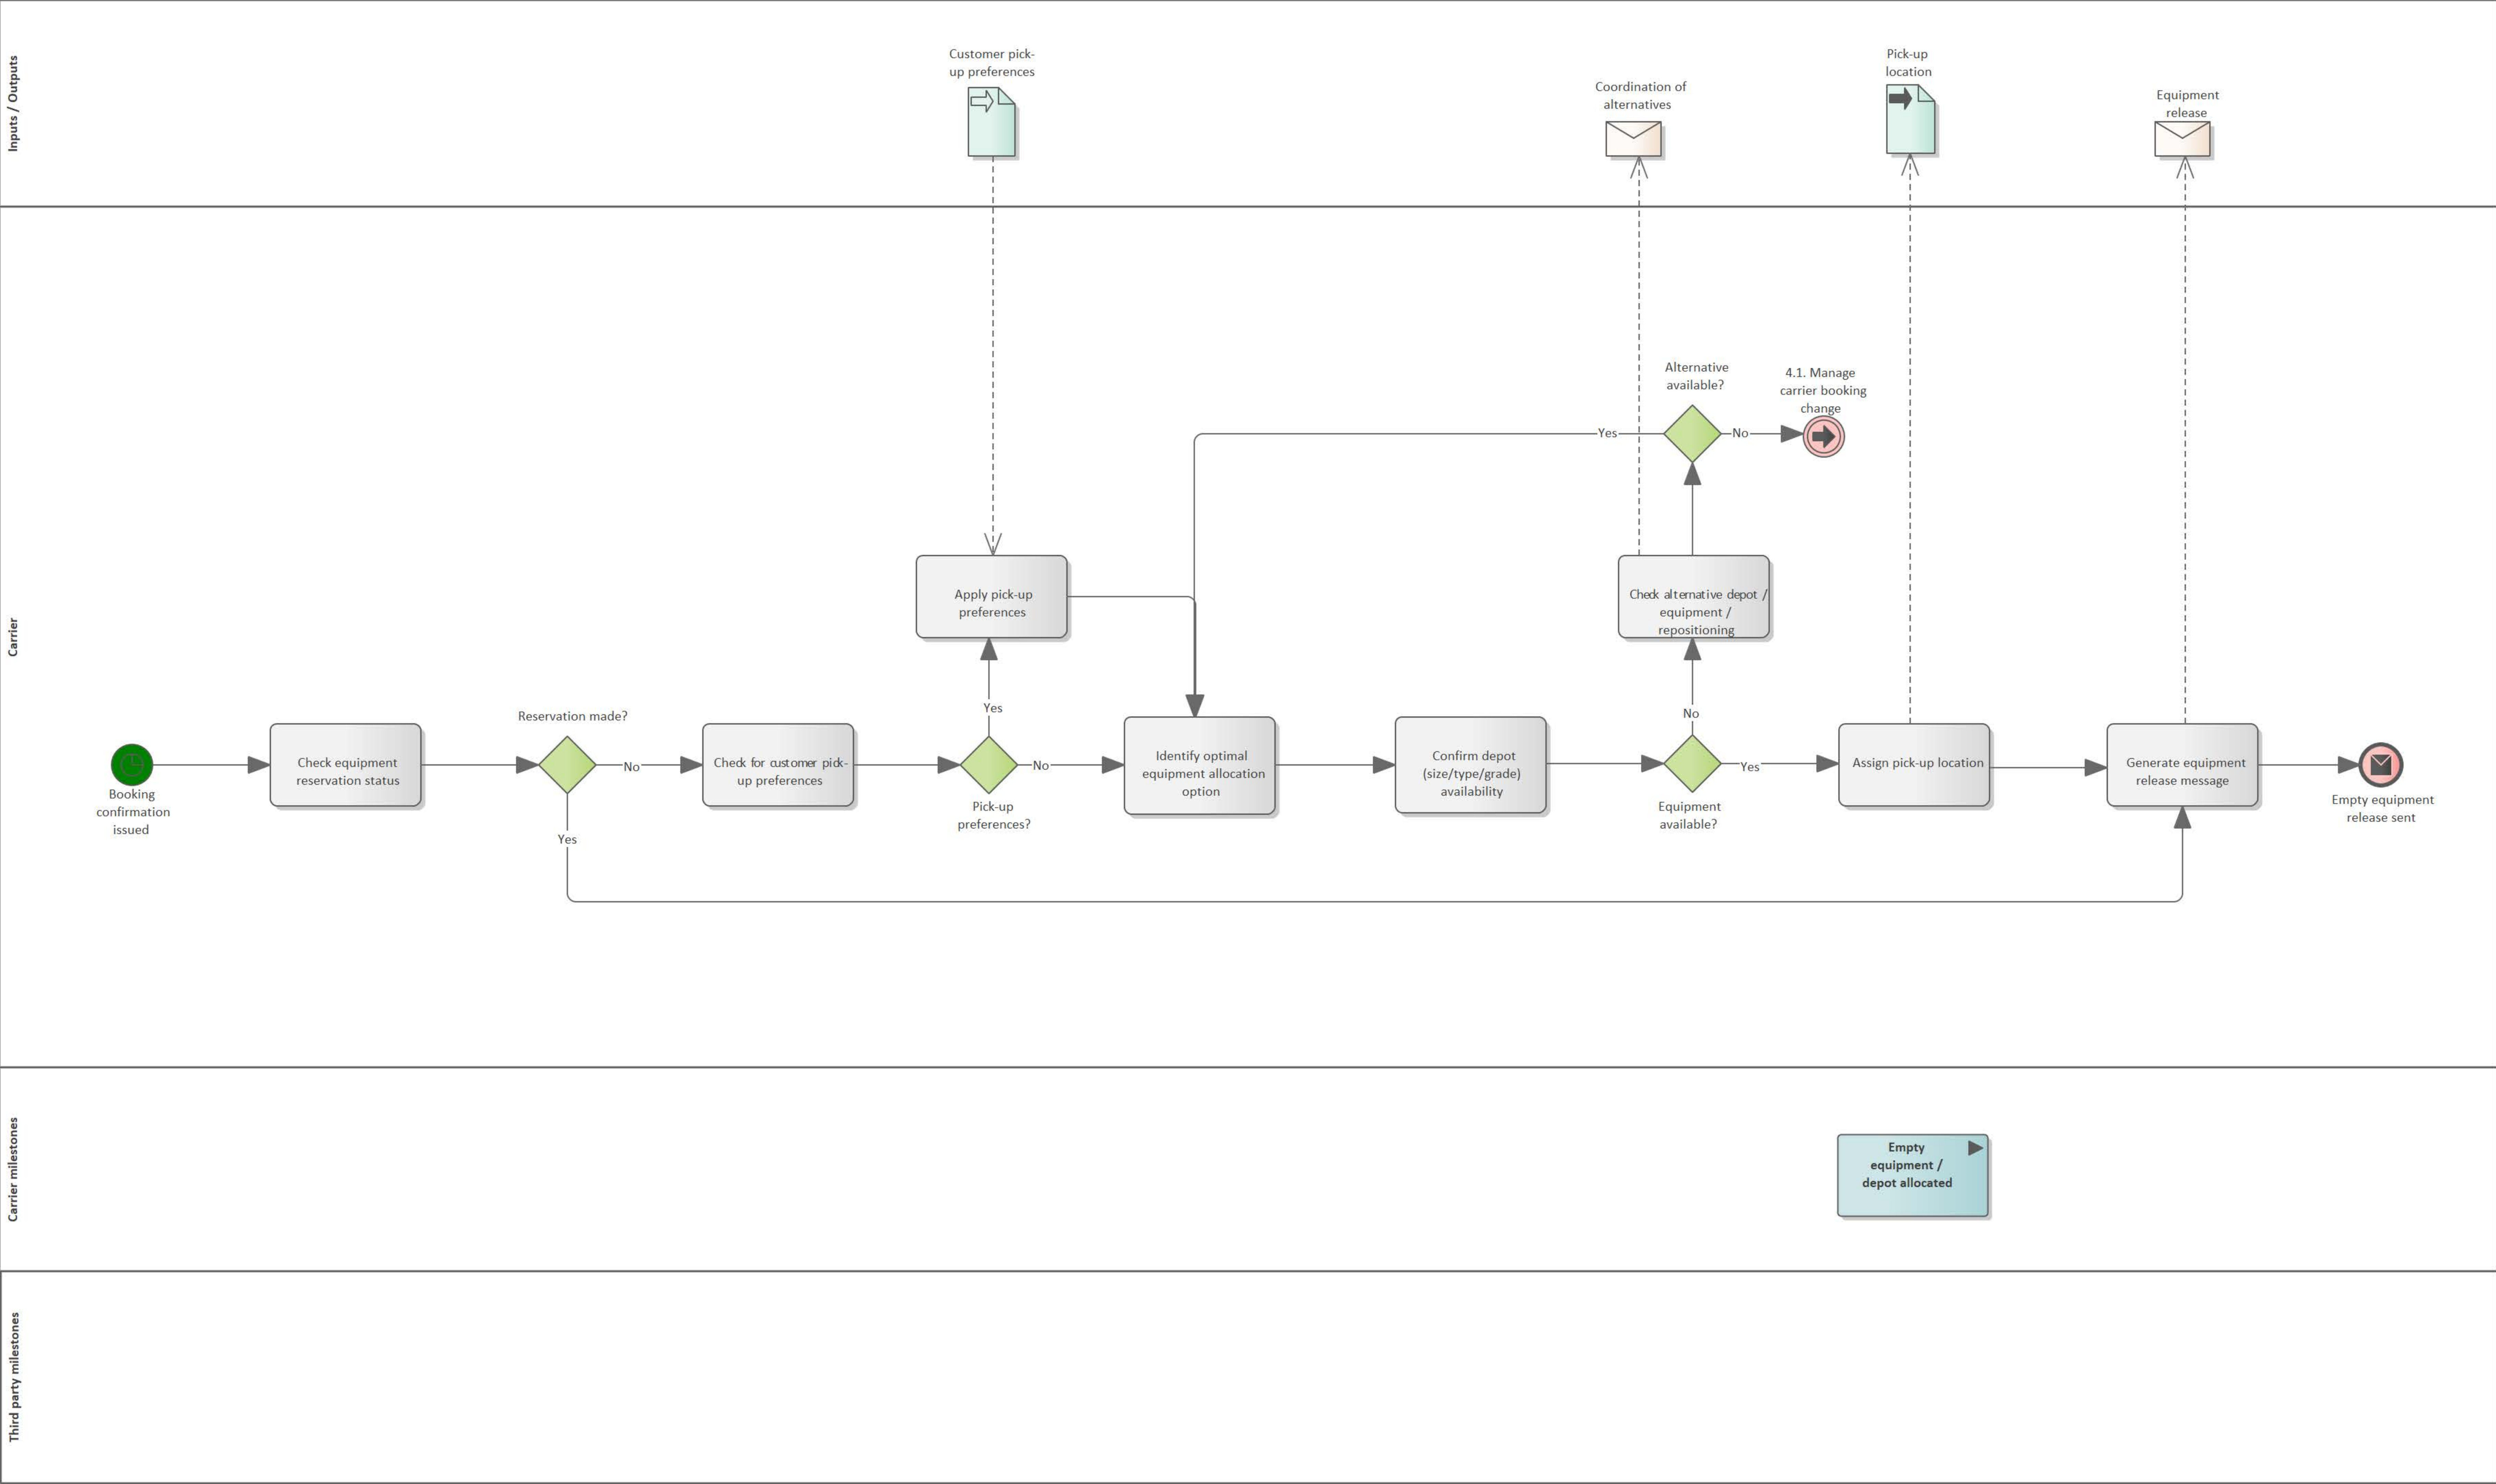 Inputs / Outputs
Customer pick-
up preferences
Coordination of
alternatives
Pick-up
location
Equipment
release
Carrier
Alternative
available?
4.1. Manage
carrier booking
change
Yes
No
Apply pick-up
preferences
Check alternative depot /
equipment /
repositioning
Yes
No
Reservation made?
Booking
confirmation
issued
Check equipment
reservation status
No
Yes
Check for customer pick-
up preferences
Pick-up
preferences?
No
Identify optimal
equipment allocation
option
Confirm depot
(size/type/grade)
availability
Equipment
available?
Yes
Assign pick-up location
Generate equipment
release message
Empty equipment
release sent
Carrier milestones
Empty
equipment /
depot allocated
Third party milestones